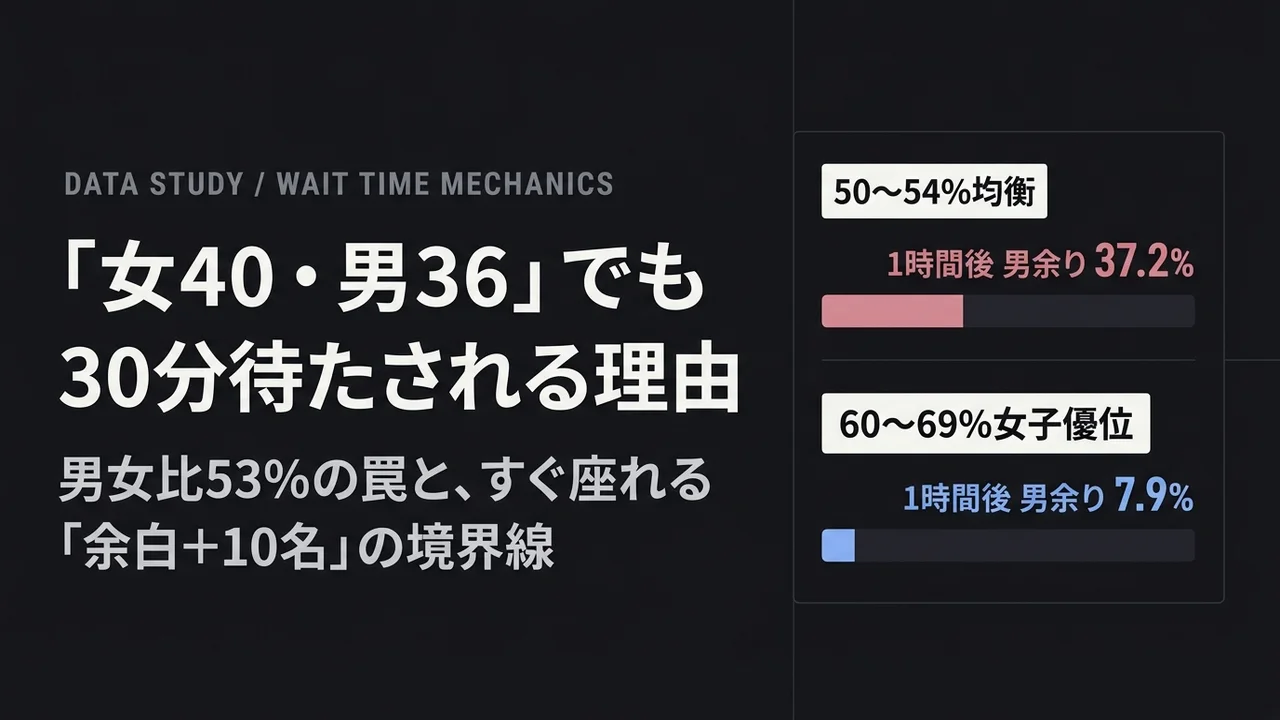 DATA STUDY / WAIT TIME MECHANICS
「女40・男36」でも
30分待たされる理由
男女比53%の罠と、すぐ座れる
「余白+10名」の境界線
50〜54%均衡
1時間後 男余り 37.2%
60〜69%女子優位
1時間後 男余り 7.9%